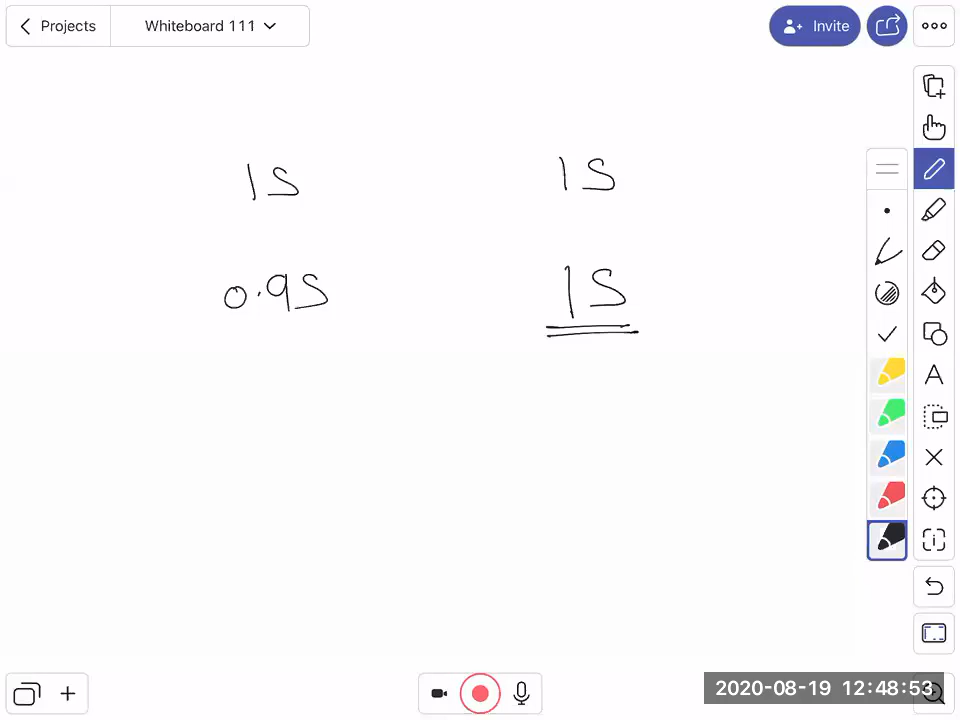 Projects Whiteboard 111 Invite
1S 1S
0.9S 1S
A
2020-08-19 12:48:53